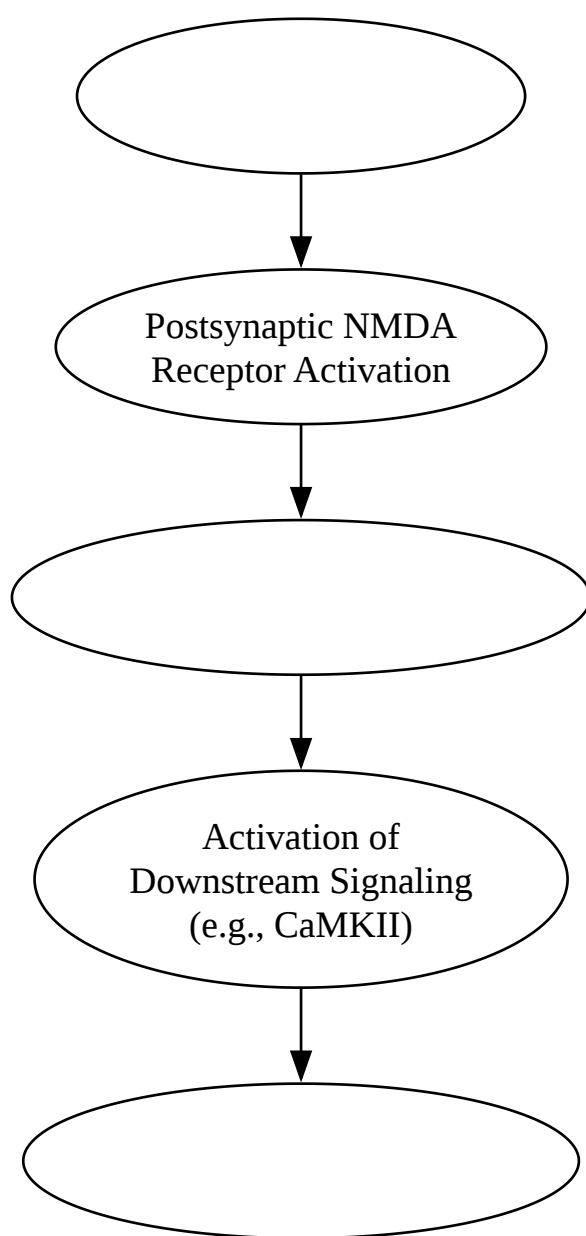 Postsynaptic NMDA
Receptor Activation
Activation of
Downstream Signaling
(e.g., CaMKII)